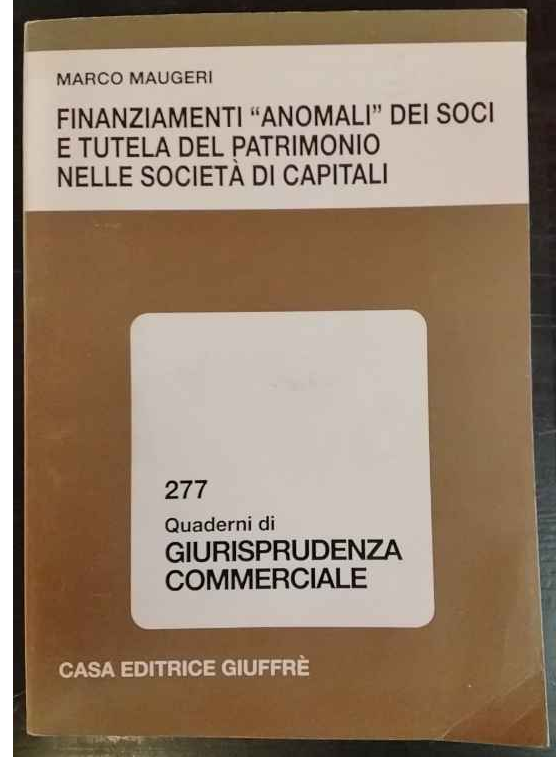 MARCO MAUGERI
FINANZIAMENTI “ANOMALI” DEI SOCI
E TUTELA DEL PATRIMONIO
NELLE SOCIETÀ DI CAPITALI
277
Quaderni di
GIURISPRUDENZA
COMMERCIALE
CASA EDITRICE GIUFFRÈ